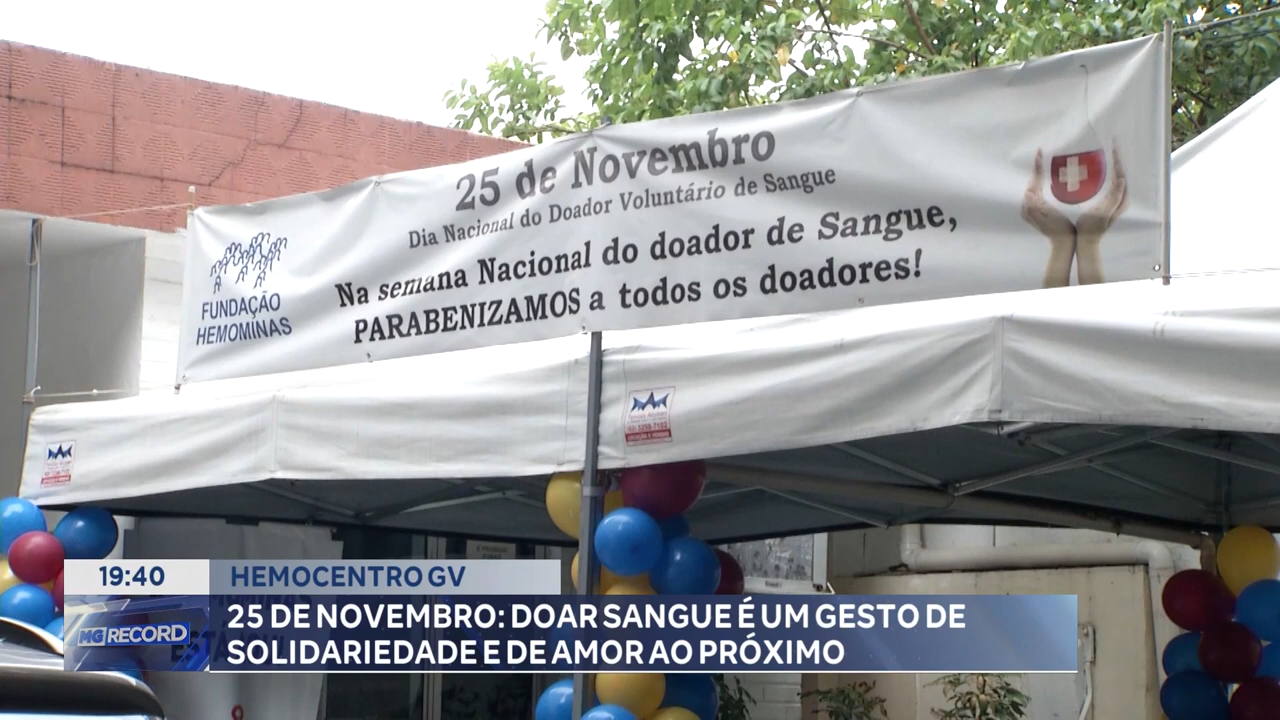 25 de Novembro
Dia Nacional do Doador Voluntário de Sangue
Na semana Nacional do doador de Sangue,
PARABENIZAMOS a todos os doadores!
FUNDAÇÃO
HEMOMINAS
19:40
HEMOCENTRO GV
MG RECORD
25 DE NOVEMBRO: DOAR SANGUE É UM GESTO DE
SOLIDARIEDADE E DE AMOR AO PRÓXIMO